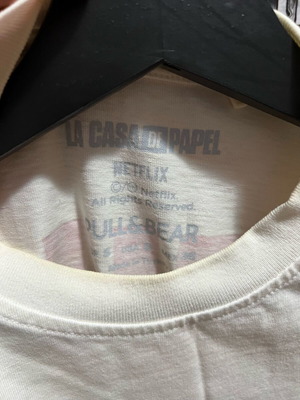 LA CASA DE PAPEL
NETFLIX
©/® Netflix.
All Rights Reserved.
PULL&BEAR